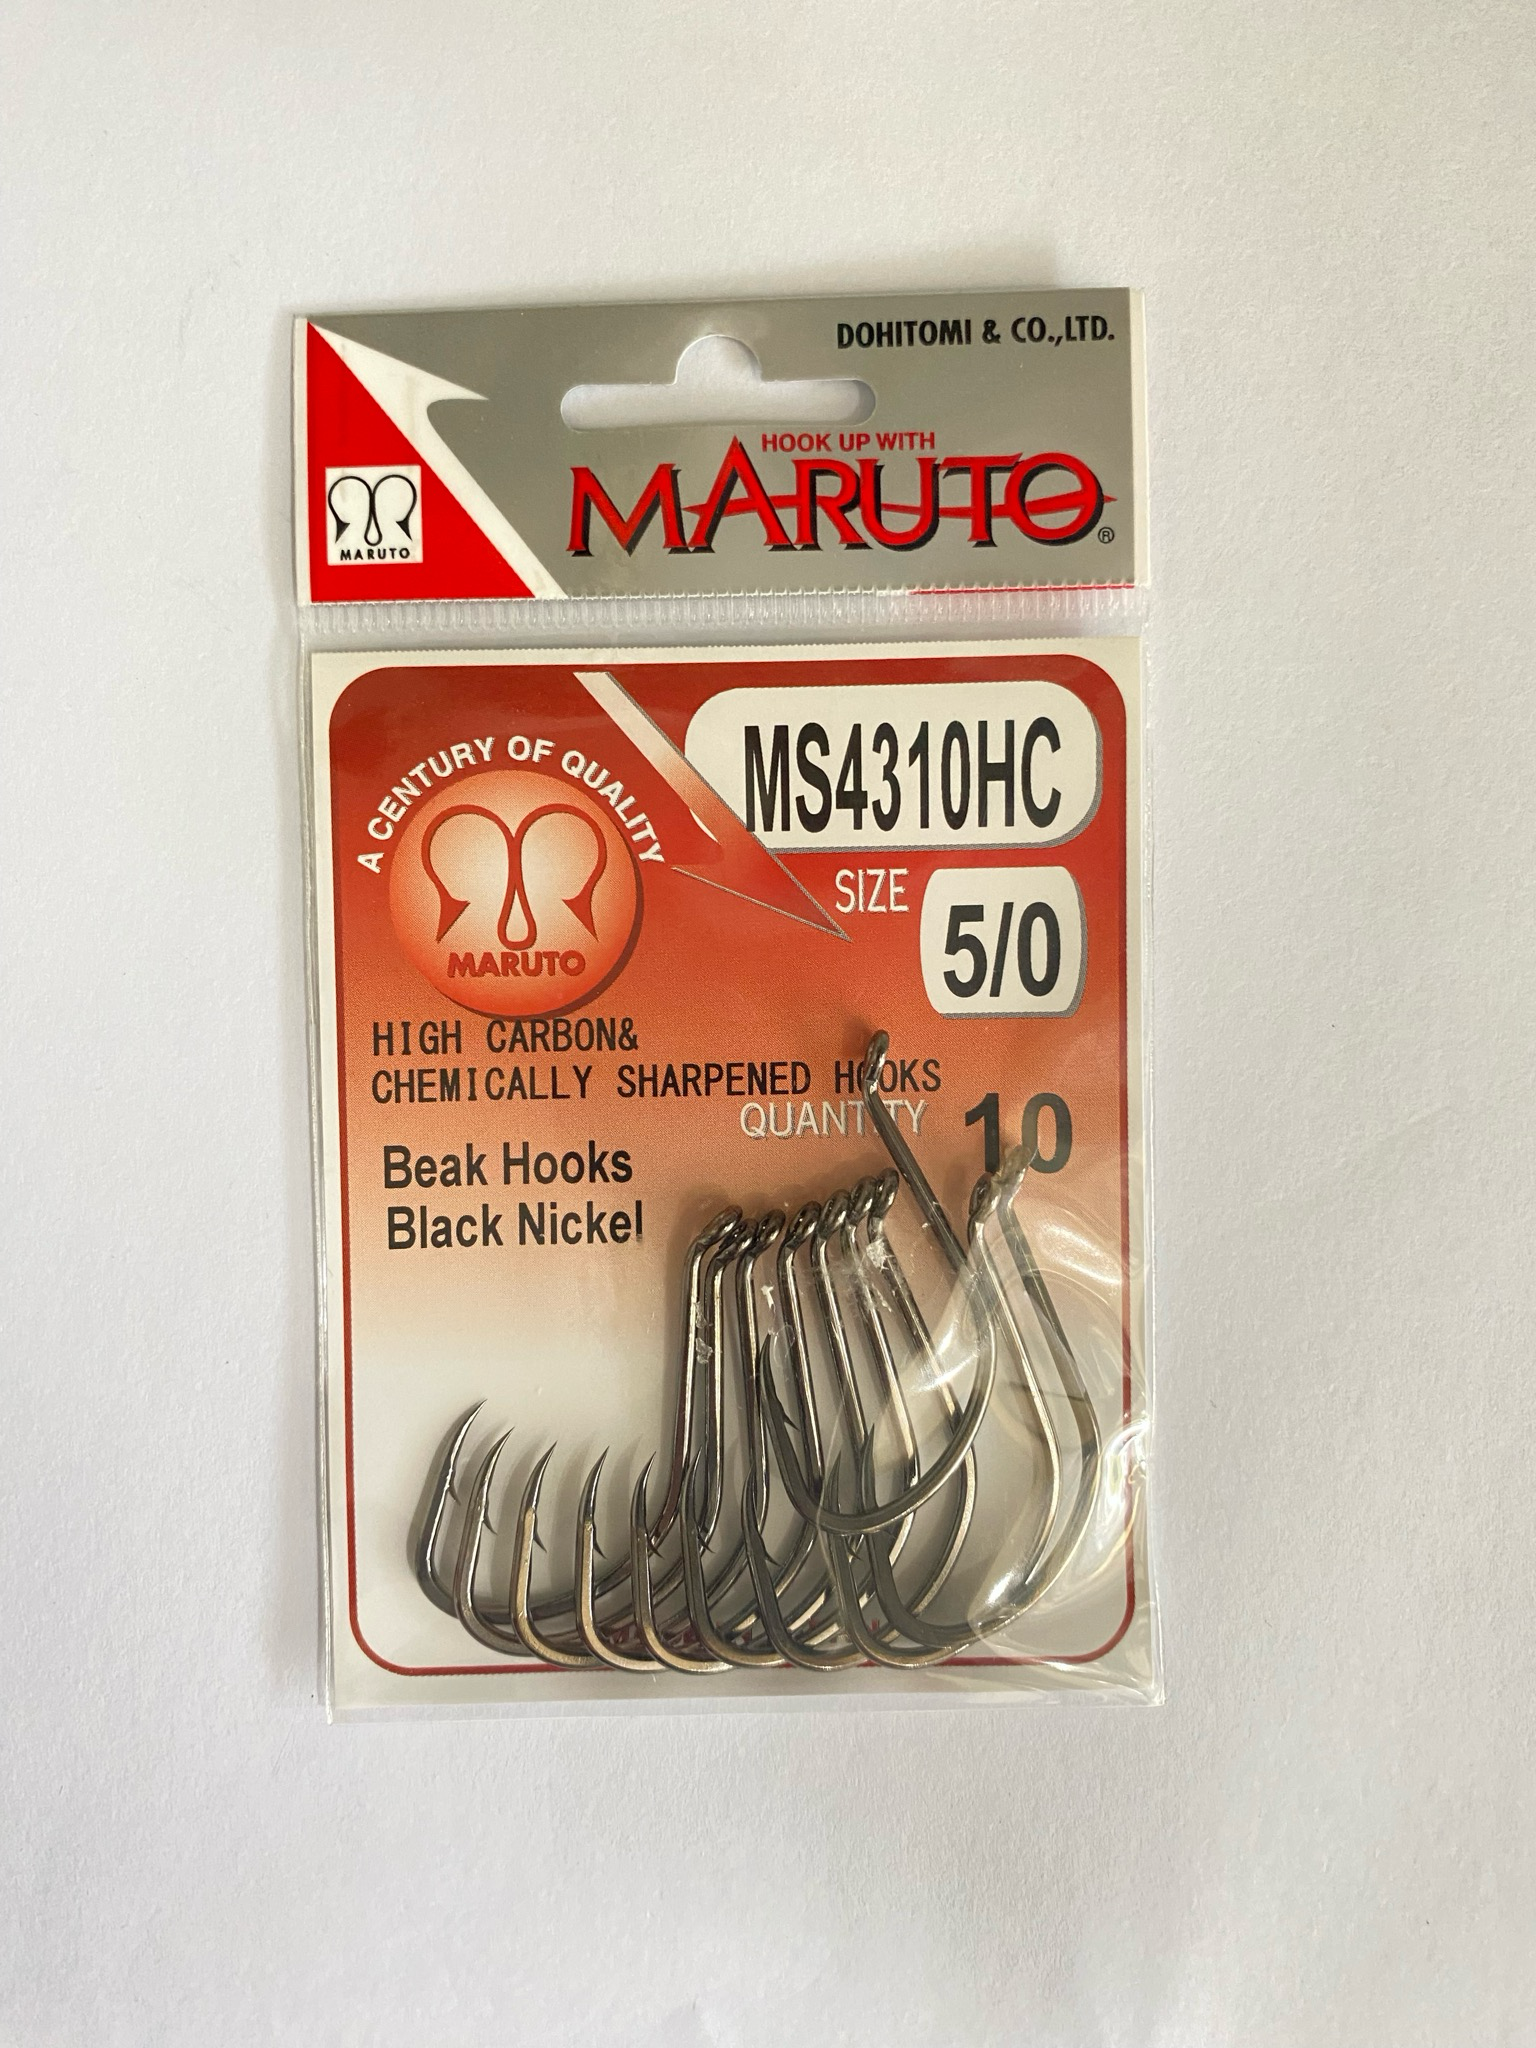 DOHITOMI & CO.,LTD.
HOOK UP WITH
MARUTO®
MARUTO
A CENTURY OF QUALITY
MARUTO
MS4310HC
SIZE
5/0
HIGH CARBON&
CHEMICALLY SHARPENED HOOKS
QUANTITY 10
Beak Hooks
Black Nickel